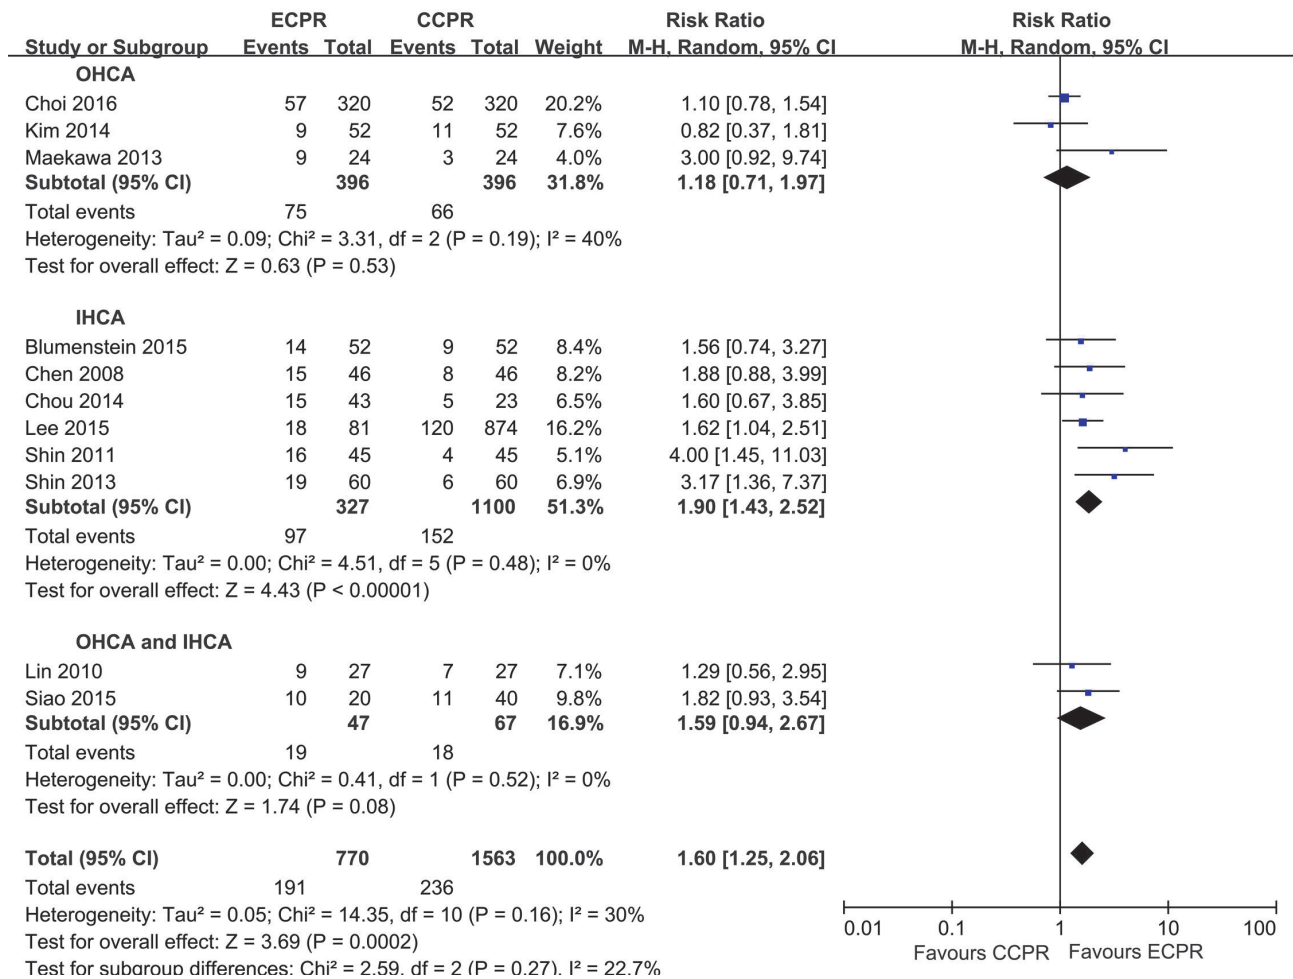 ECPR CCPR Risk Ratio Risk Ratio
Study or Subgroup Events Total Events Total Weight M-H, Random, 95% CI M-H, Random, 95% CI
OHCA
Choi 2016 57 320 52 320 20.2% 1.10 [0.78, 1.54]
Kim 2014 9 52 11 52 7.6% 0.82 [0.37, 1.81]
Maekawa 2013 9 24 3 24 4.0% 3.00 [0.92, 9.74]
Subtotal (95% CI) 396 396 31.8% 1.18 [0.71, 1.97]
Total events 75 66
Heterogeneity: Tau² = 0.09; Chi² = 3.31, df = 2 (P = 0.19); I² = 40%
Test for overall effect: Z = 0.63 (P = 0.53)
IHCA
Blumenstein 2015 14 52 9 52 8.4% 1.56 [0.74, 3.27]
Chen 2008 15 46 8 46 8.2% 1.88 [0.88, 3.99]
Chou 2014 15 43 5 23 6.5% 1.60 [0.67, 3.85]
Lee 2015 18 81 120 874 16.2% 1.62 [1.04, 2.51]
Shin 2011 16 45 4 45 5.1% 4.00 [1.45, 11.03]
Shin 2013 19 60 6 60 6.9% 3.17 [1.36, 7.37]
Subtotal (95% CI) 327 1100 51.3% 1.90 [1.43, 2.52]
Total events 97 152
Heterogeneity: Tau² = 0.00; Chi² = 4.51, df = 5 (P = 0.48); I² = 0%
Test for overall effect: Z = 4.43 (P < 0.00001)
OHCA and IHCA
Lin 2010 9 27 7 27 7.1% 1.29 [0.56, 2.95]
Siao 2015 10 20 11 40 9.8% 1.82 [0.93, 3.54]
Subtotal (95% CI) 47 67 16.9% 1.59 [0.94, 2.67]
Total events 19 18
Heterogeneity: Tau² = 0.00; Chi² = 0.41, df = 1 (P = 0.52); I² = 0%
Test for overall effect: Z = 1.74 (P = 0.08)
Total (95% CI) 770 1563 100.0% 1.60 [1.25, 2.06]
Total events 191 236
Heterogeneity: Tau² = 0.05; Chi² = 14.35, df = 10 (P = 0.16); I² = 30%
Test for overall effect: Z = 3.69 (P = 0.0002)
Test for subgroup differences: Chi² = 2.59, df = 2 (P = 0.27), I² = 22.7%
0.01 0.1 1 10 100
Favours CCPR Favours ECPR